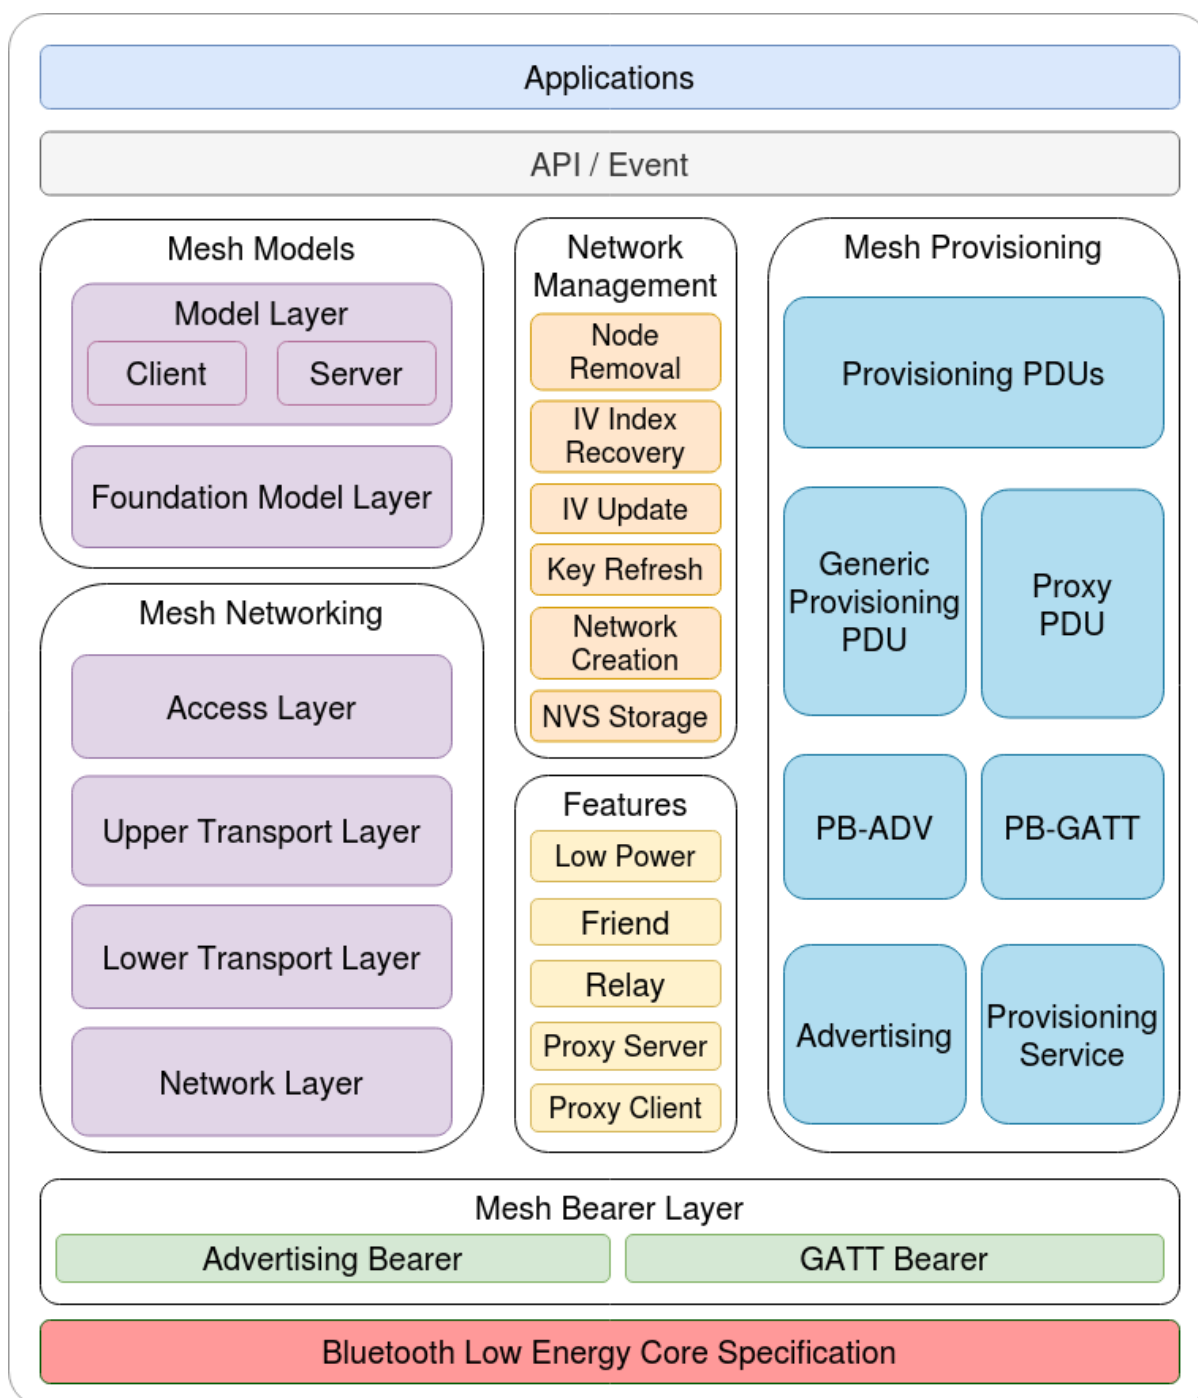 Applications
API / Event
Mesh Models
Model Layer
Client
Server
Foundation Model Layer
Mesh Networking
Access Layer
Upper Transport Layer
Lower Transport Layer
Network Layer
Network
Management
Node
Removal
IV Index
Recovery
IV Update
Key Refresh
Network
Creation
NVS Storage
Features
Low Power
Friend
Relay
Proxy Server
Proxy Client
Mesh Provisioning
Provisioning PDUs
Generic
Provisioning
PDU
Proxy
PDU
PB-ADV
PB-GATT
Advertising
Provisioning
Service
Mesh Bearer Layer
Advertising Bearer
GATT Bearer
Bluetooth Low Energy Core Specification